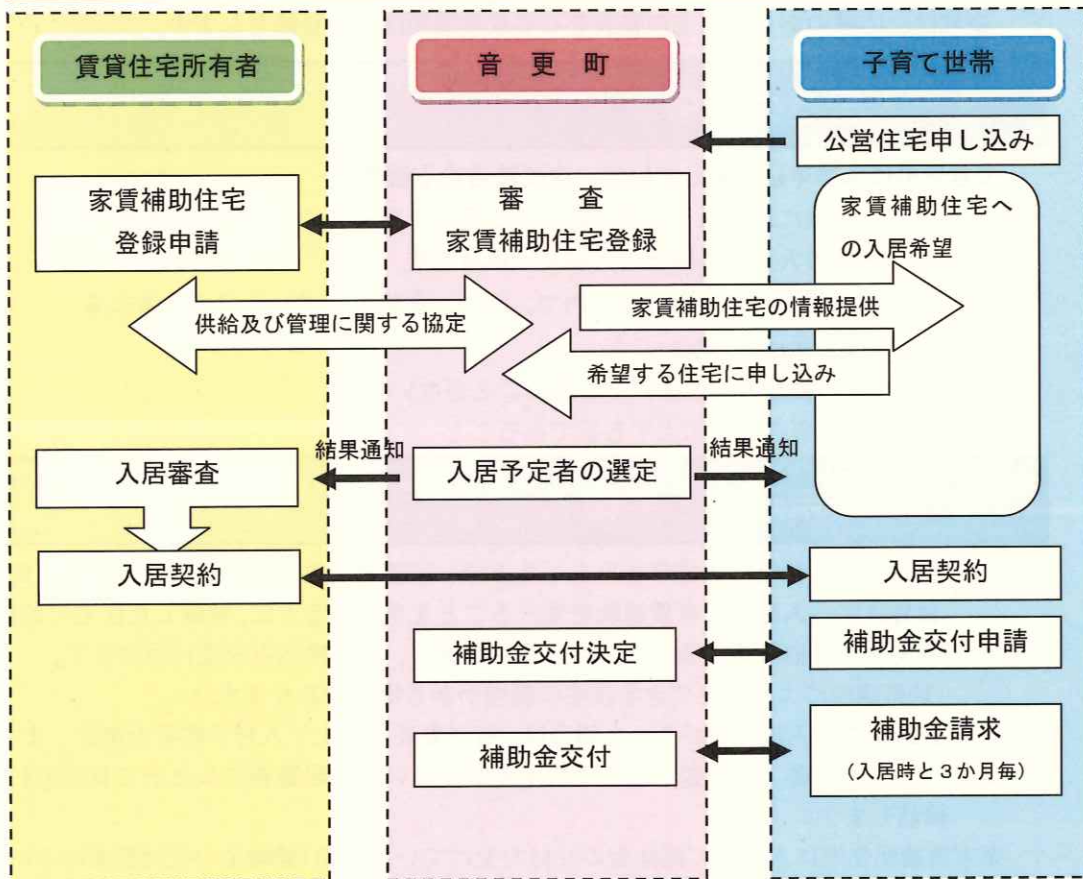 賃貸住宅所有者
音 更 町
子育て世帯
公営住宅申し込み
家賃補助住宅
登録申請
審 査
家賃補助住宅登録
家賃補助住宅へ
の入居希望
供給及び管理に関する協定
家賃補助住宅の情報提供
希望する住宅に申し込み
入居審査
結果通知
入居予定者の選定
結果通知
入居契約
入居契約
補助金交付決定
補助金交付申請
補助金交付
補助金請求
(入居時と3か月毎)